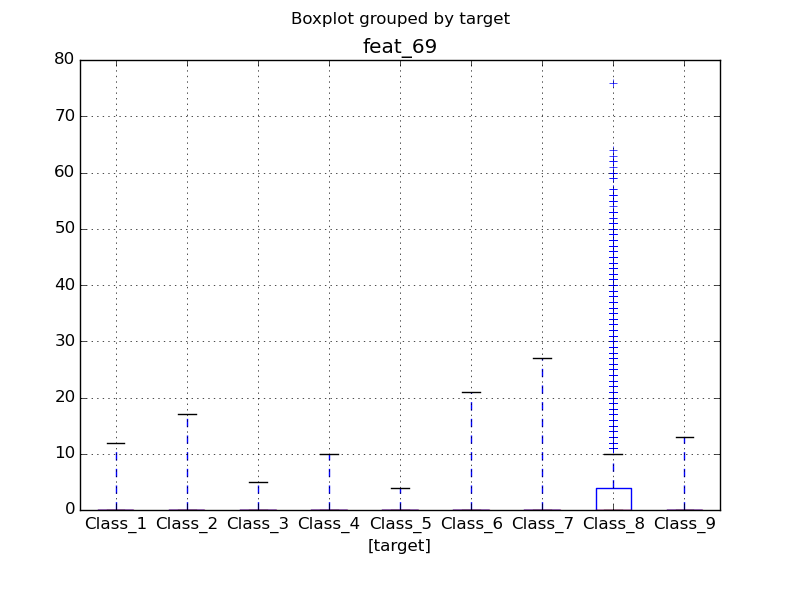 Boxplot grouped by target
feat_69
80
70
60
50
40
30
20
10
0
Class_1 Class_2 Class_3 Class_4 Class_5 Class_6 Class_7 Class_8 Class_9
[target]